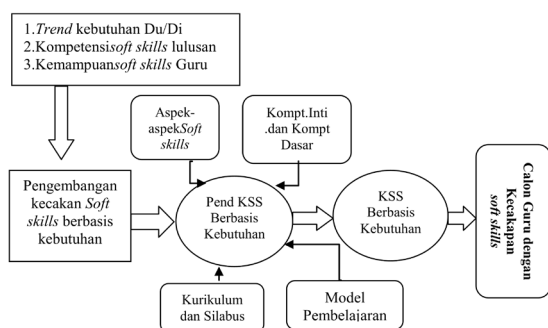 1.Trend kebutuhan Du/Di
2.Kompetensisoft skills lulusan
3.Kemampuansoft skills Guru
Aspek-
aspekSoft
skills
Kompt.Inti
.dan Kompt
Dasar
Pengembangan
kecakan Soft
skills berbasis
kebutuhan
Pend KSS
Berbasis
Kebutuhan
KSS
Berbasis
Kebutuhan
Calon Guru dengan
Kecakapan
soft skills
Kurikulum
dan Silabus
Model
Pembelajaran